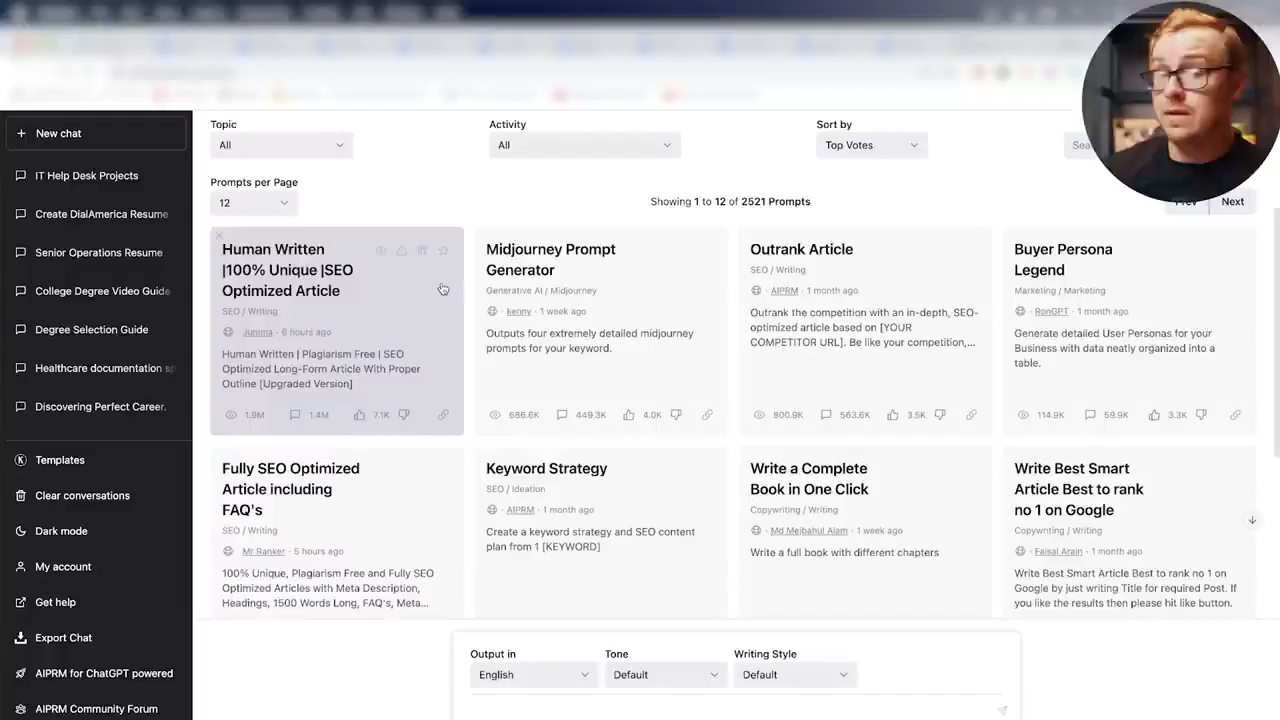 New chat
IT Help Desk Projects
Create DialAmerica Resume
Senior Operations Resume
College Degree Video Guide
Degree Selection Guide
Healthcare documentation sp
Discovering Perfect Career.
Templates
Clear conversations
Dark mode
My account
Get help
Export Chat
AIPRM for ChatGPT powered
AIPRM Community Forum
Topic
All
Activity
All
Sort by
Top Votes
Sea
Prompts per Page
12
Showing 1 to 12 of 2521 Prompts
Prev
Next
Human Written
|100% Unique |SEO
Optimized Article
SEO / Writing
Jumma · 6 hours ago
Human Written | Plagiarism Free | SEO
Optimized Long-Form Article With Proper
Outline [Upgraded Version]
1.9M 1.4M 7.1K
Midjourney Prompt
Generator
Generative AI / Midjourney
kenny · 1 week ago
Outputs four extremely detailed midjourney
prompts for your keyword.
686.6K 449.3K 4.0K
Outrank Article
SEO / Writing
AIPRM · 1 month ago
Outrank the competition with an in-depth, SEO-
optimized article based on [YOUR
COMPETITOR URL]. Be like your competition,...
800.9K 563.6K 3.5K
Buyer Persona
Legend
Marketing / Marketing
RonGPT · 1 month ago
Generate detailed User Personas for your
Business with data neatly organized into a
table.
114.9K 59.9K 3.3K
Fully SEO Optimized
Article including
FAQ's
SEO / Writing
Mr Ranker · 5 hours ago
100% Unique, Plagiarism Free and Fully SEO
Optimized Articles with Meta Description,
Headings, 1500 Words Long, FAQ's, Meta...
Keyword Strategy
SEO / Ideation
AIPRM · 1 month ago
Create a keyword strategy and SEO content
plan from 1 [KEYWORD]
Write a Complete
Book in One Click
Copywriting / Writing
Md Mejbahul Alam · 1 week ago
Write a full book with different chapters
Write Best Smart
Article Best to rank
no 1 on Google
Copywriting / Writing
Faisal Arain · 1 month ago
Write Best Smart Article Best to rank no 1 on
Google by just writing Title for required Post. If
you like the results then please hit like button.
Output in
English
Tone
Default
Writing Style
Default